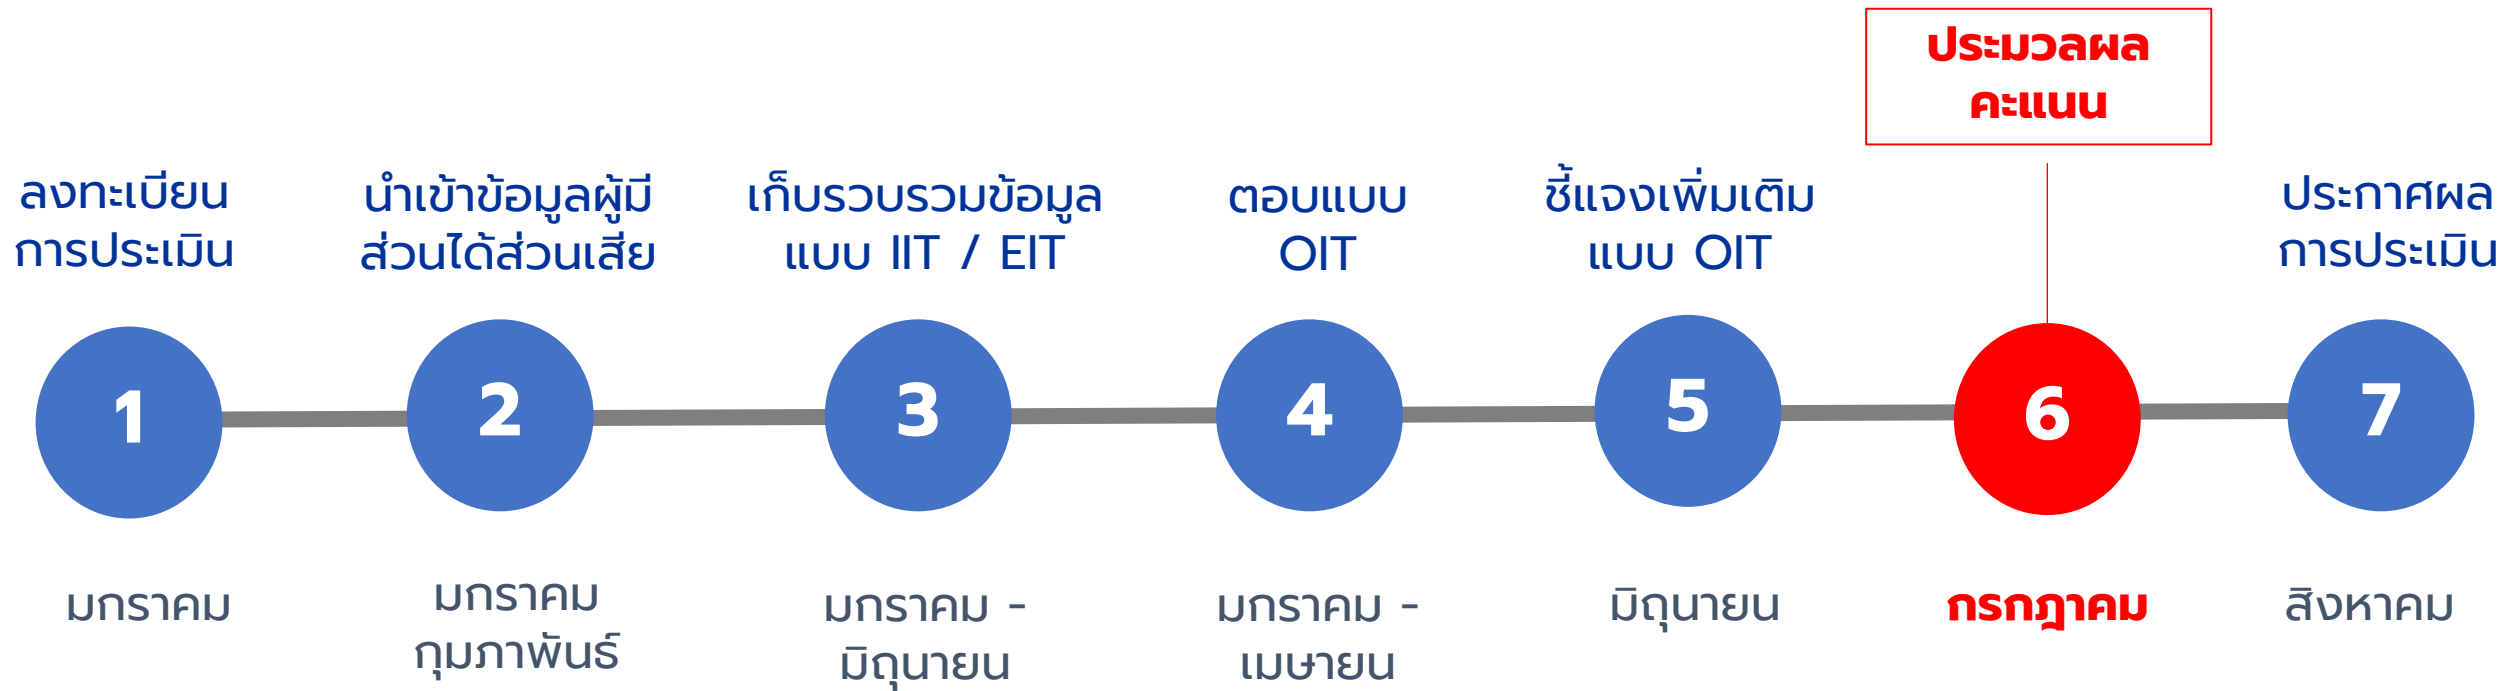 ประมวลผล
คะแนน
ลงทะเบียน
การประเมิน
นำเข้าข้อมูลผู้มี
ส่วนได้ส่วนเสีย
เก็บรวบรวมข้อมูล
แบบ IIT / EIT
ตอบแบบ
OIT
ชี้แจงเพิ่มเติม
แบบ OIT
ประกาศผล
การประเมิน
1
2
3
4
5
6
7
มกราคม
มกราคม
กุมภาพันธ์
มกราคม -
มิถุนายน
มกราคม -
เมษายน
มิถุนายน
กรกฎาคม
สิงหาคม